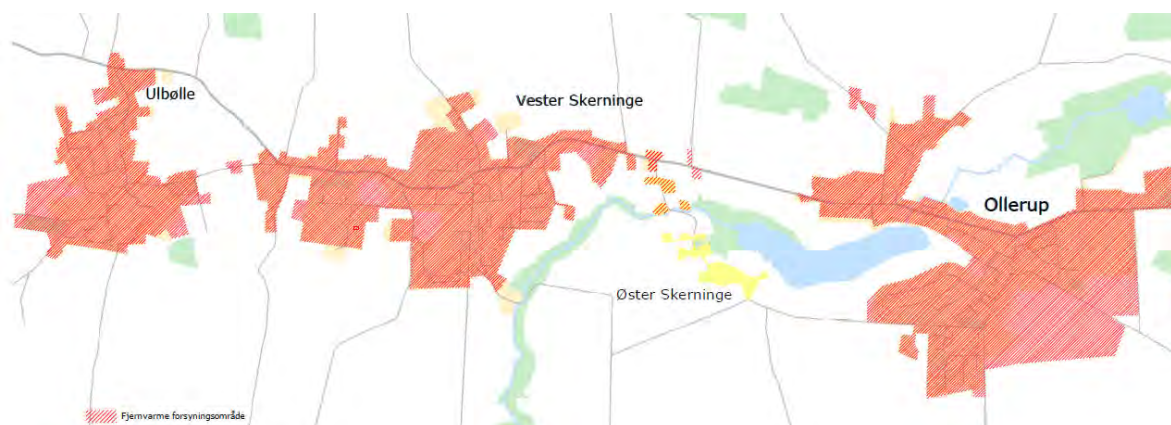 Ulbølle
Vester Skerninge
Ollerup
Øster Skerninge
Fjernvarme forsyningsområde